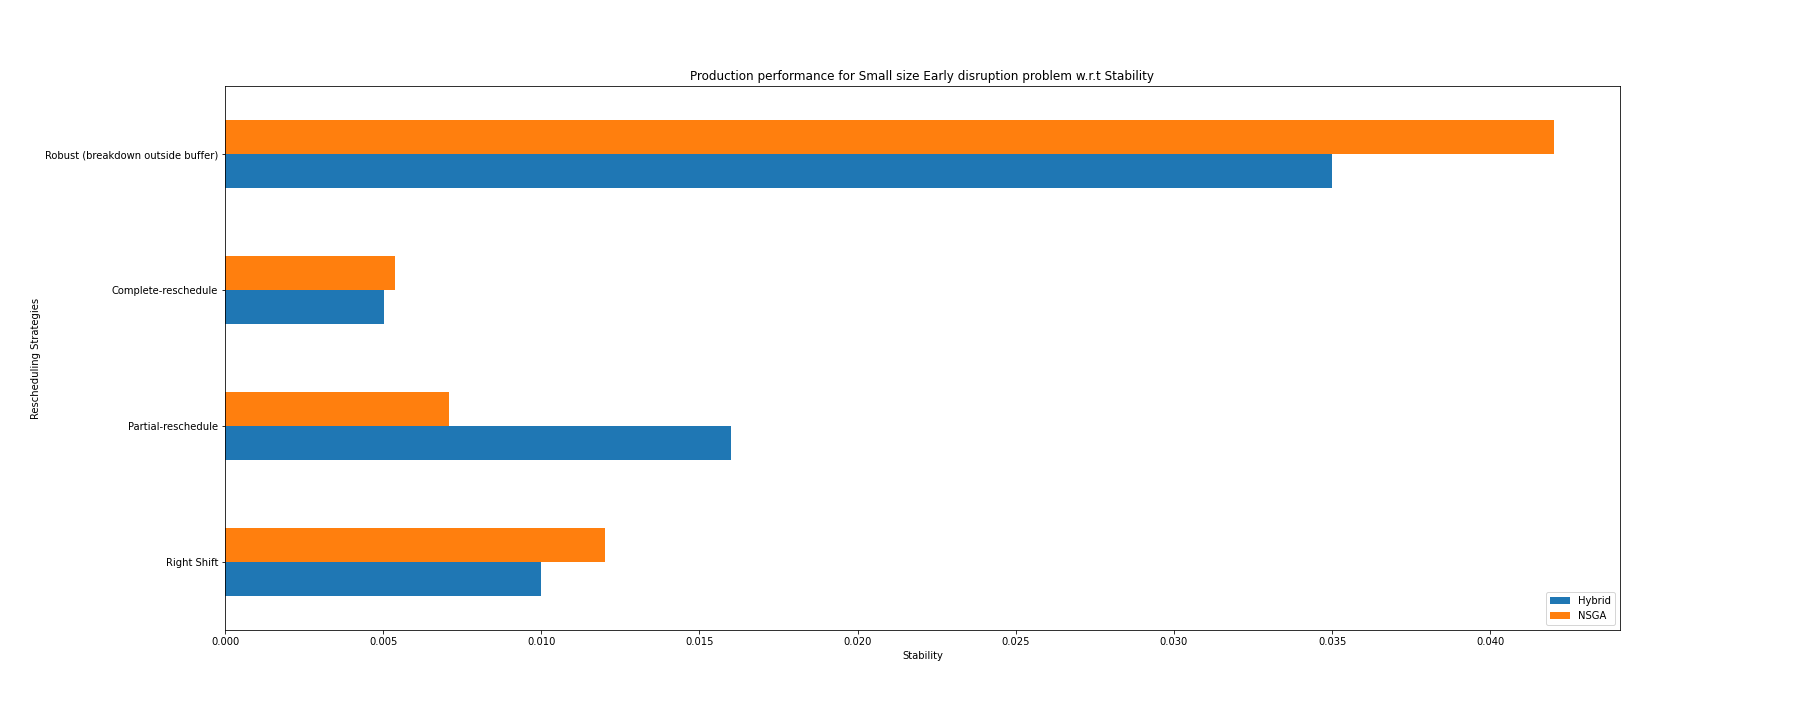 Production performance for Small size Early disruption problem w.r.t Stability
Robust (breakdown outside buffer)
Complete-reschedule
Partial-reschedule
Right Shift
Rescheduling Strategies
Hybrid
NSGA
0.000 0.005 0.010 0.015 0.020 0.025 0.030 0.035 0.040
Stability